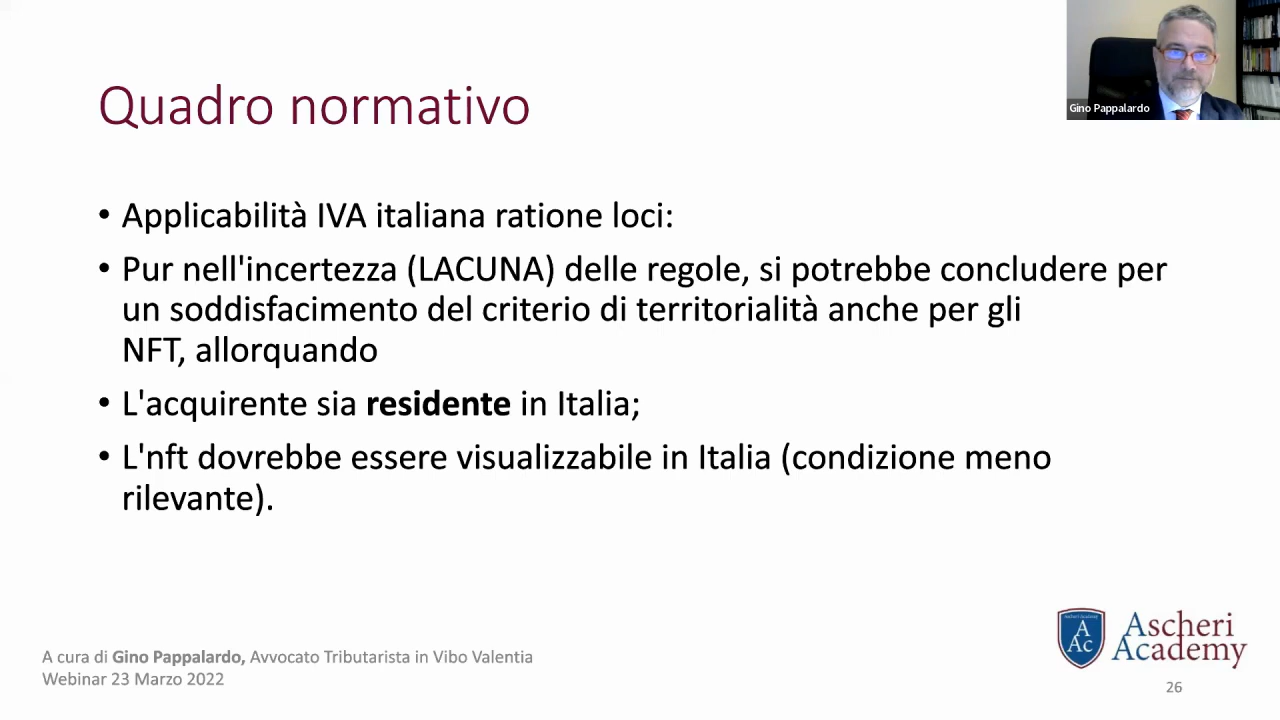 Quadro normativo
Gino Pappalardo
• Applicabilità IVA italiana ratione loci:
• Pur nell'incertezza (LACUNA) delle regole, si potrebbe concludere per
un soddisfacimento del criterio di territorialità anche per gli
NFT, allorquando
• L'acquirente sia residente in Italia;
• L'nft dovrebbe essere visualizzabile in Italia (condizione meno
rilevante).
A cura di Gino Pappalardo, Avvocato Tributarista in Vibo Valentia
Webinar 23 Marzo 2022
A
Ac
Ascheri
Academy
26